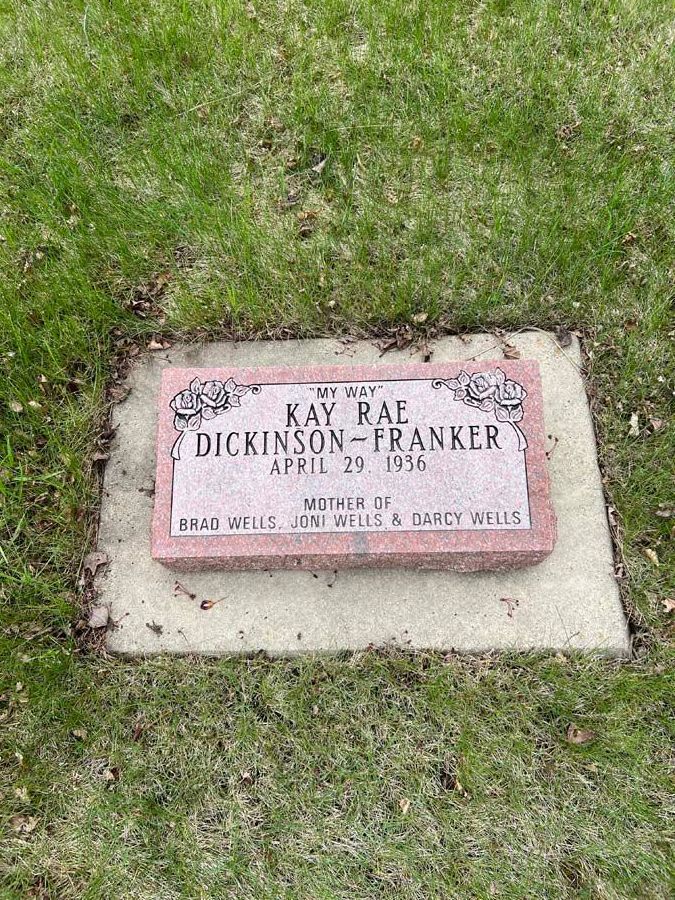 "MY WAY"
KAY RAE
DICKINSON~FRANKER
APRIL 29, 1936
MOTHER OF
BRAD WELLS, JONI WELLS & DARCY WELLS